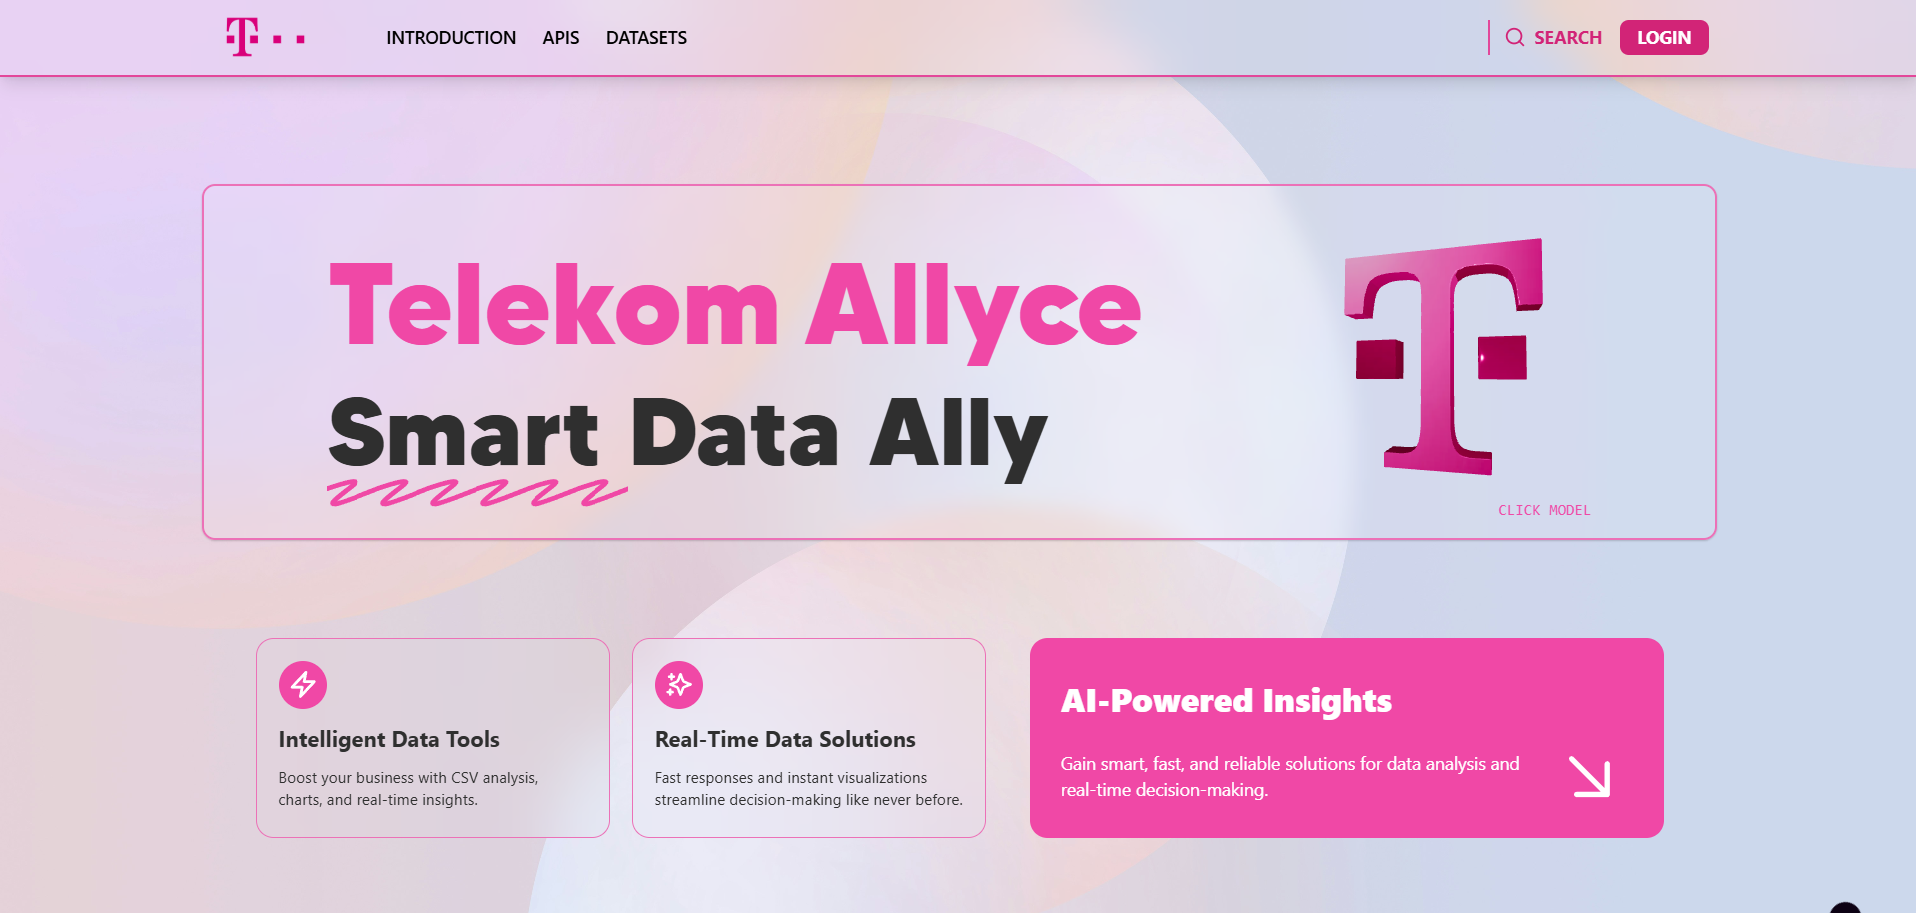 T
INTRODUCTION APIS DATASETS
SEARCH LOGIN
Telekom Allyce
Smart Data Ally
T
CLICK MODEL
Intelligent Data Tools
Boost your business with CSV analysis,
charts, and real-time insights.
Real-Time Data Solutions
Fast responses and instant visualizations
streamline decision-making like never before.
AI-Powered Insights
Gain smart, fast, and reliable solutions for data analysis and
real-time decision-making.